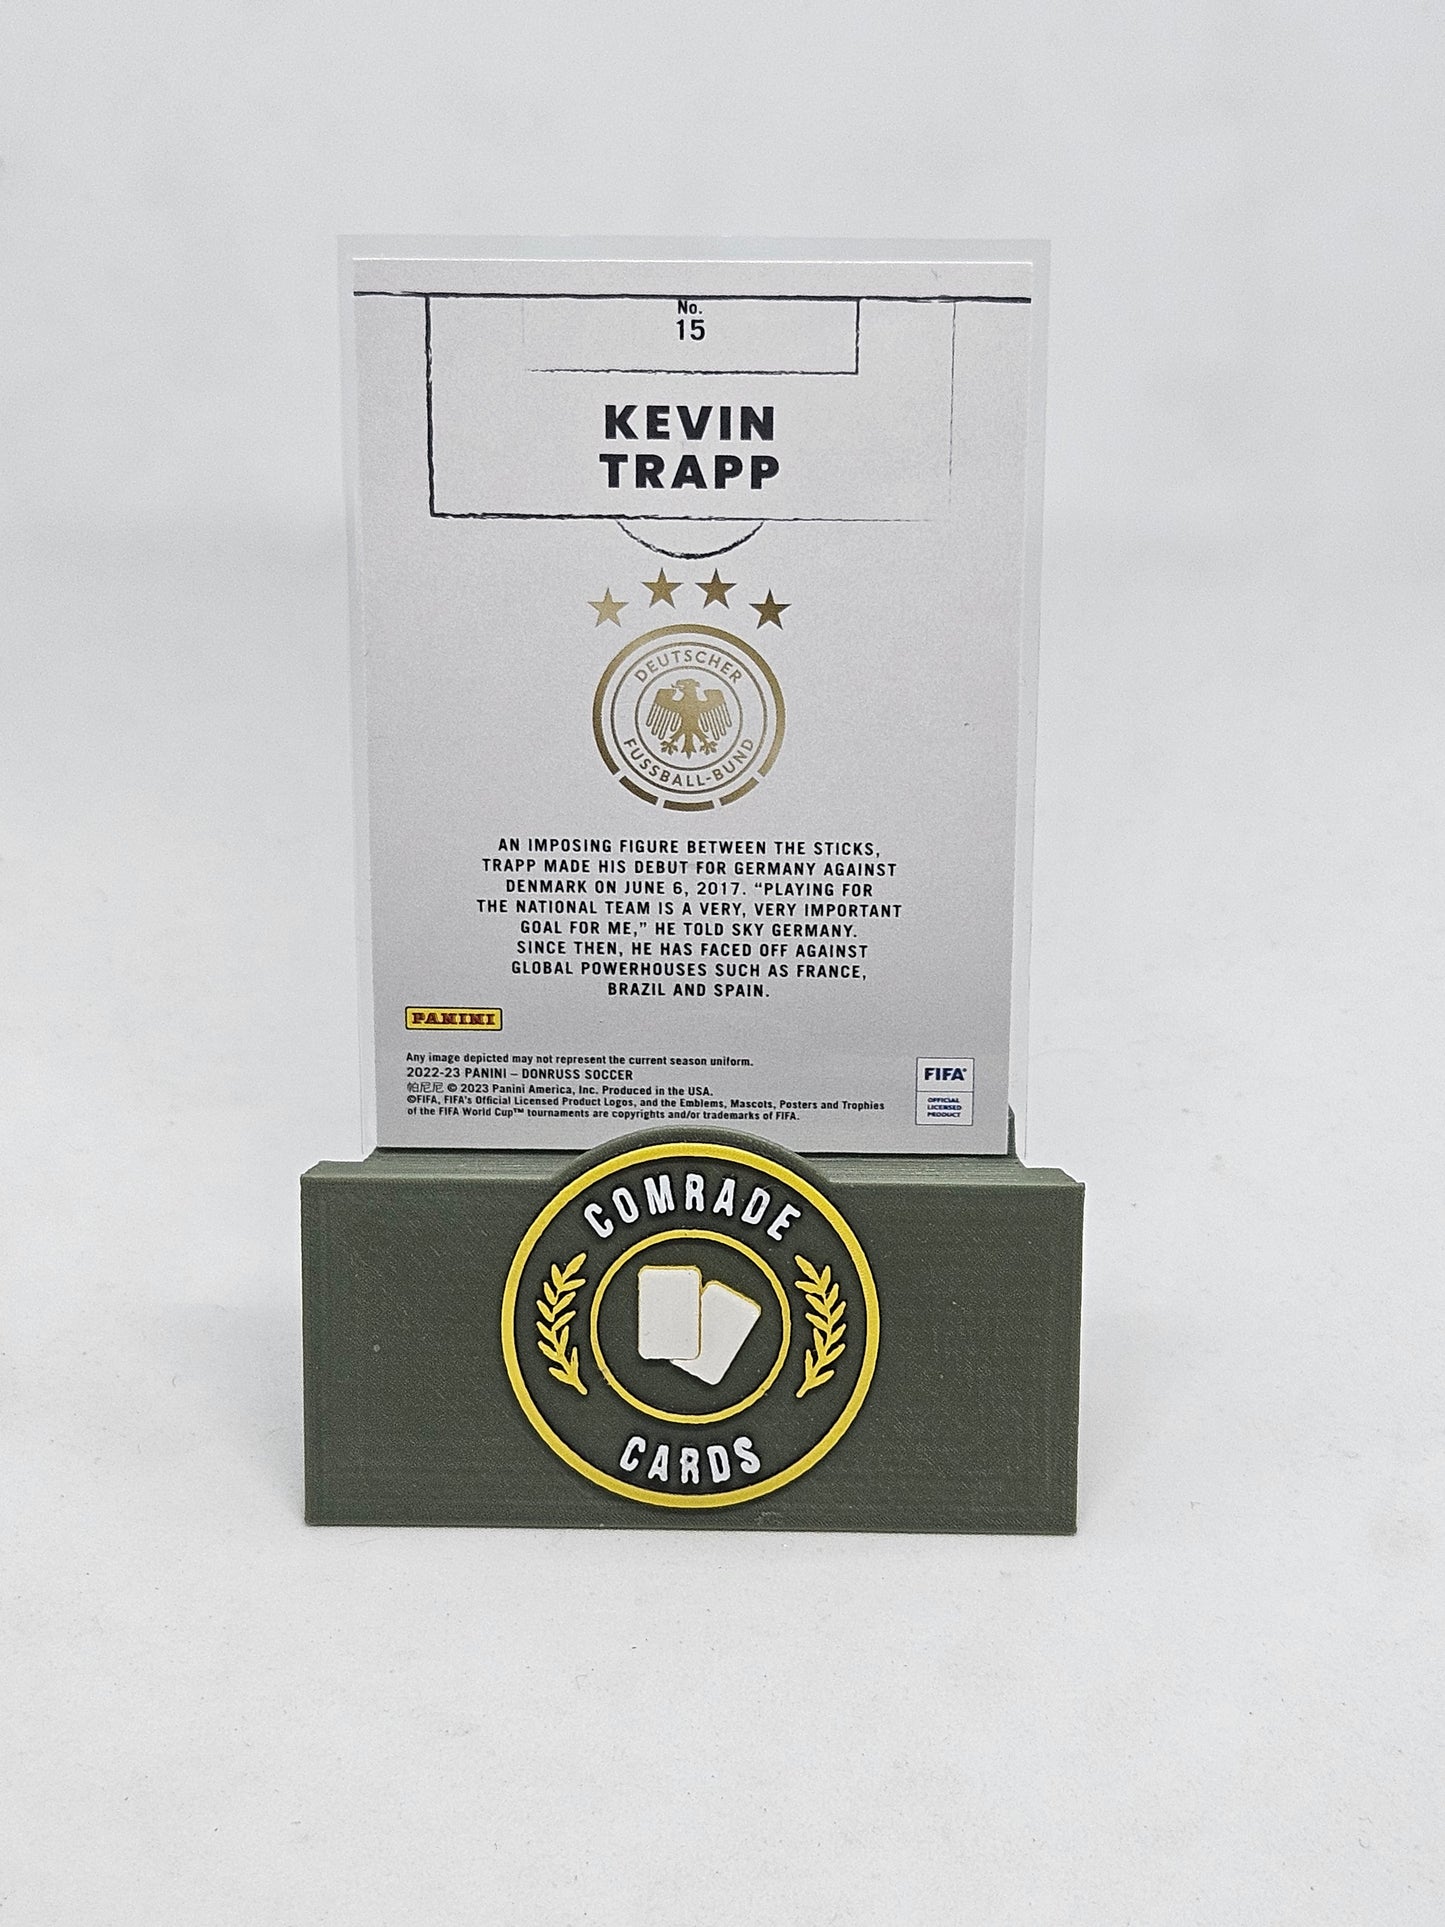 No.
15
KEVIN
TRAPP
DEUTSCHER
FUSSBALL-BUND
AN IMPOSING FIGURE BETWEEN THE STICKS,
TRAPP MADE HIS DEBUT FOR GERMANY AGAINST
DENMARK ON JUNE 6, 2017. “PLAYING FOR
THE NATIONAL TEAM IS A VERY, VERY IMPORTANT
GOAL FOR ME,” HE TOLD SKY GERMANY.
SINCE THEN, HE HAS FACED OFF AGAINST
GLOBAL POWERHOUSES SUCH AS FRANCE,
BRAZIL AND SPAIN.
PANINI
Any image depicted may not represent the current season uniform.
2022-23 PANINI – DONRUSS SOCCER
帕尼尼 © 2023 Panini America, Inc. Produced in the USA.
©FIFA, FIFA's Official Licensed Product Logos, and the Emblems, Mascots, Posters and Trophies
of the FIFA World Cup™ tournaments are copyrights and/or trademarks of FIFA.
FIFA®
OFFICIAL
LICENSED
PRODUCT
COMRADE
CARDS